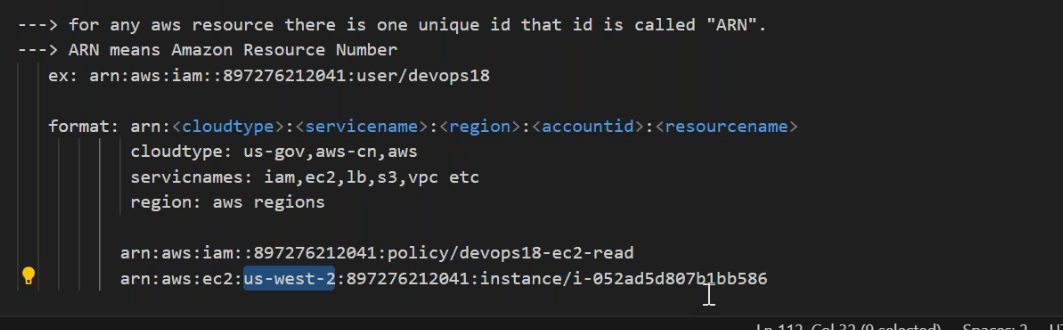 ---> for any aws resource there is one unique id that id is called "ARN".
---> ARN means Amazon Resource Number
ex: arn:aws:iam::897276212041:user/devops18
format: arn:<cloudtype>:<servicename>:<region>:<accountid>:<resourcename>
cloudtype: us-gov,aws-cn,aws
servicnames: iam,ec2,lb,s3,vpc etc
region: aws regions
arn:aws:iam::897276212041:policy/devops18-ec2-read
arn:aws:ec2:us-west-2:897276212041:instance/i-052ad5d807b1bb586
Ln 112, Col 32 (9 selected) Spaces: 2